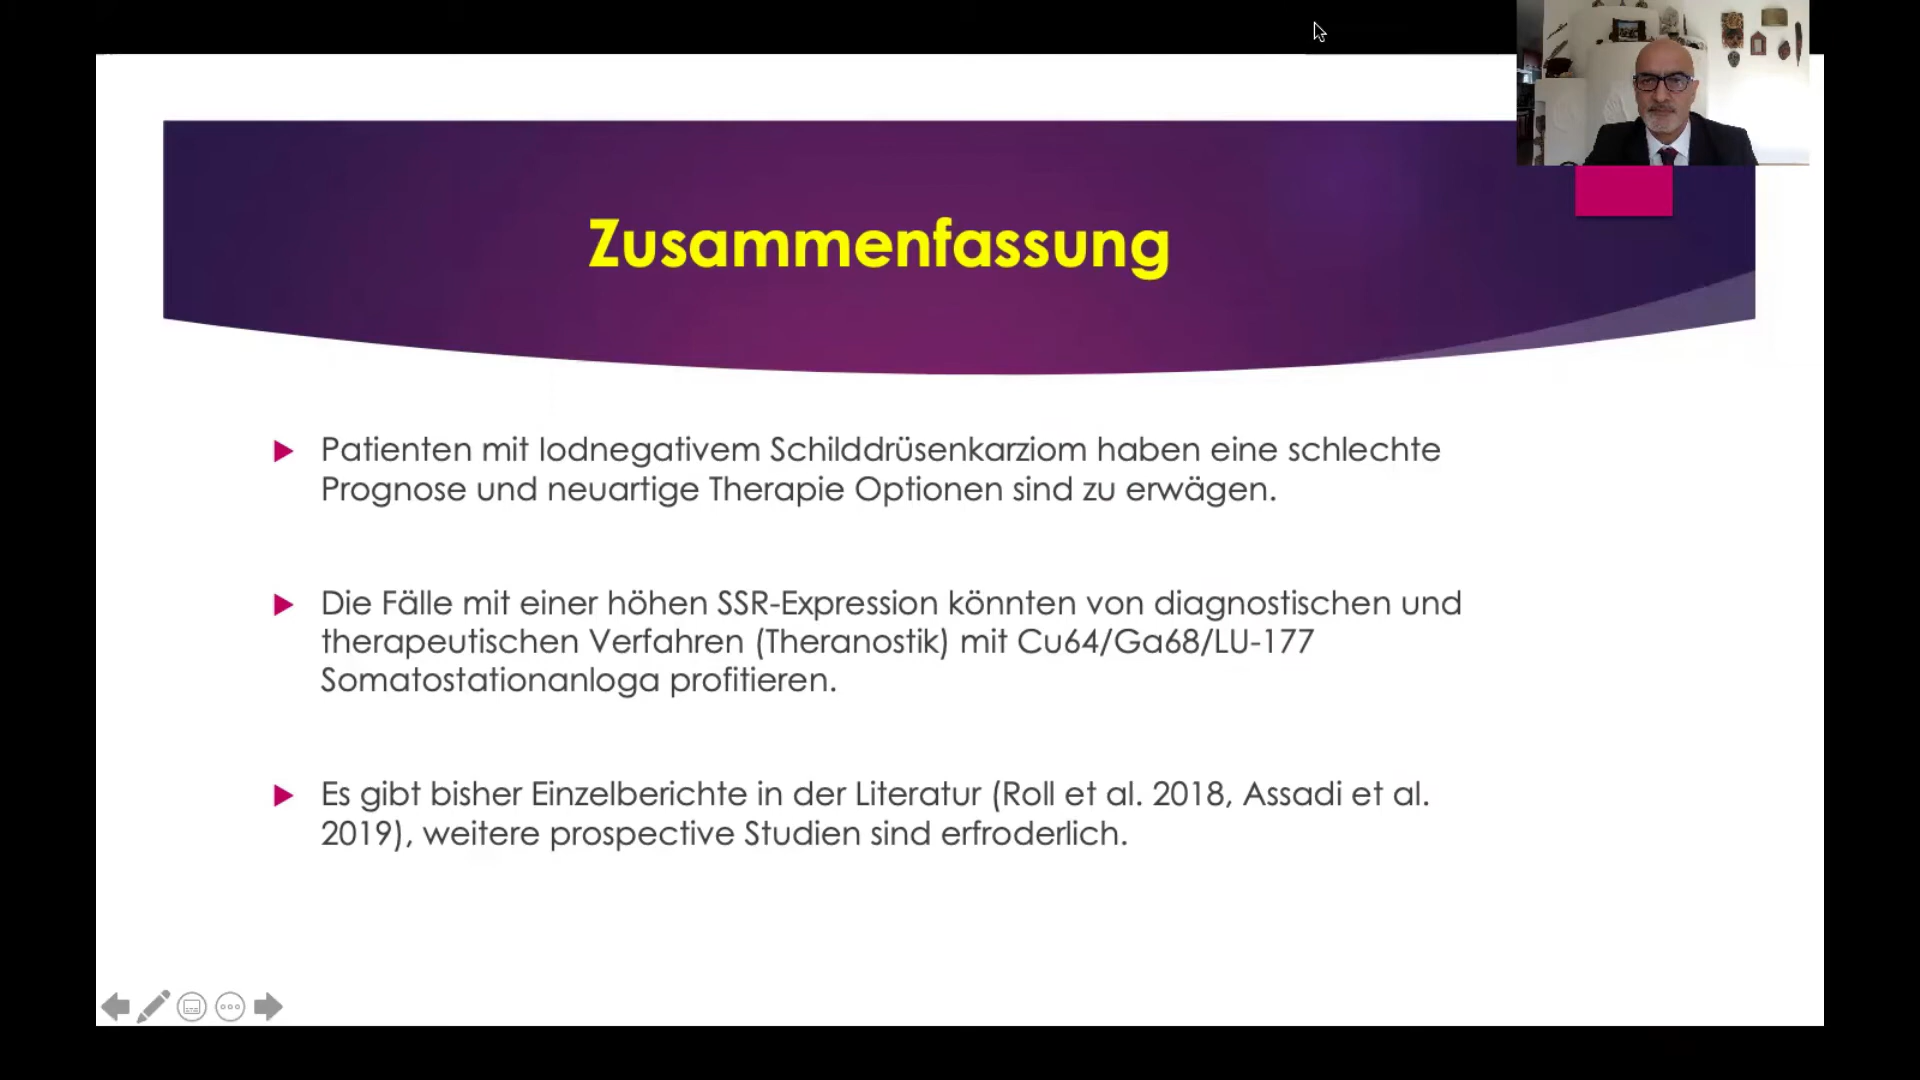 Zusammenfassung
Patienten mit Iodnegativem Schilddrüsenkarziom haben eine schlechte
Prognose und neuartige Therapie Optionen sind zu erwägen.
Die Fälle mit einer höhen SSR-Expression könnten von diagnostischen und
therapeutischen Verfahren (Theranostik) mit Cu64/Ga68/LU-177
Somatostationanloga profitieren.
Es gibt bisher Einzelberichte in der Literatur (Roll et al. 2018, Assadi et al.
2019), weitere prospective Studien sind erfroderlich.